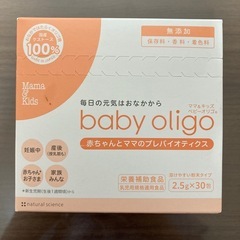 無添加
保存料・香料・着色料
100%
Mama & Kids
毎日の元気はおなかから
ママ&キッズ
ベビーオリゴ
baby oligo
赤ちゃんとママのプレバイオティクス
妊娠中
産後
赤ちゃん
お子さま
家族
みんな
栄養補助食品
2.5g×30包
natural science